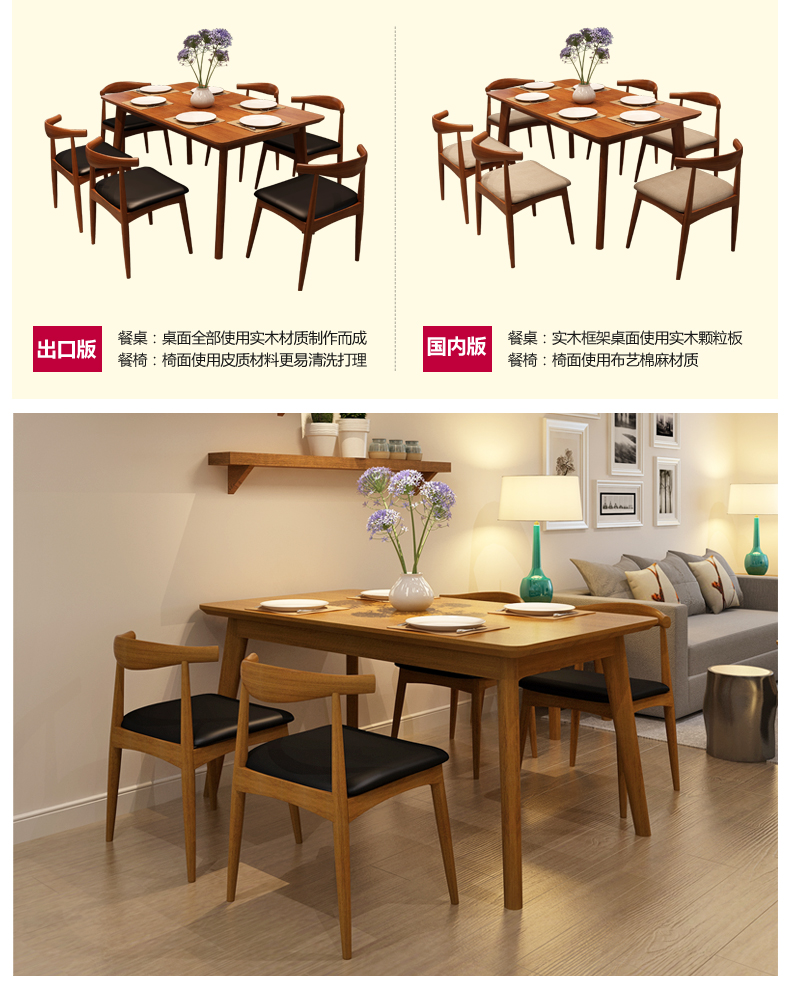 出口版
餐桌：桌面全部使用实木材质制作而成
餐椅：椅面使用皮质材料更易清洗打理
国内版
餐桌：实木框架桌面使用实木颗粒板
餐椅：椅面使用布艺棉麻材质